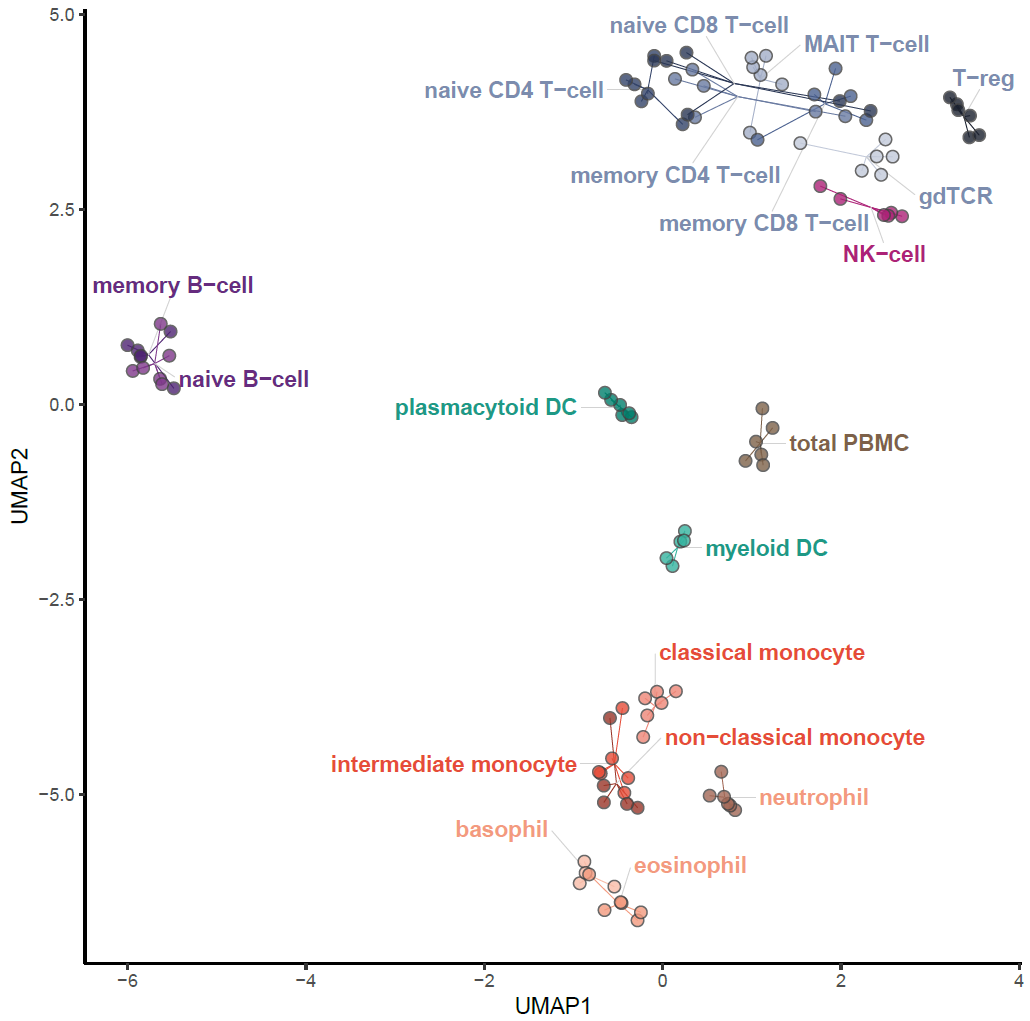 5.0
naive CD8 T−cell
MAIT T−cell
T−reg
naive CD4 T−cell
memory CD4 T−cell
gdTCR
memory CD8 T−cell
2.5
NK−cell
memory B−cell
naive B−cell
0.0
plasmacytoid DC
total PBMC
UMAP2
myeloid DC
−2.5
classical monocyte
non−classical monocyte
intermediate monocyte
−5.0
neutrophil
basophil
eosinophil
−6
−4
−2
0
2
4
UMAP1